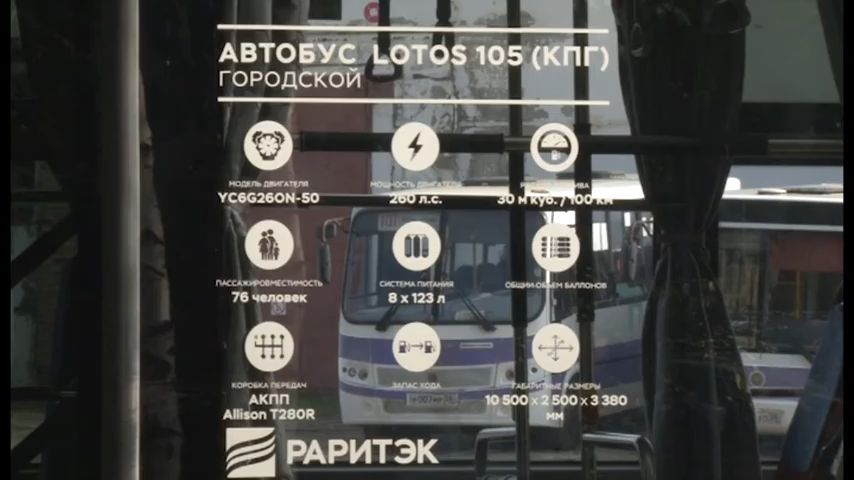 АВТОБУС LOTOS 105 (КПГ)
ГОРОДСКОЙ
МОДЕЛЬ ДВИГАТЕЛЯ
YC6G260N-50
МОЩНОСТЬ ДВИГАТЕЛЯ
260 л.с.
30 м куб. / 100 км
ПАССАЖИРОВМЕСТИМОСТЬ
76 человек
СИСТЕМА ПИТАНИЯ
8 x 123 л
ОБЩИЙ ОБЪЕМ БАЛЛОНОВ
КОРОБКА ПЕРЕДАЧ
АКПП
Allison T280R
ЗАПАС ХОДА
ГАБАРИТНЫЕ РАЗМЕРЫ
10 500 x 2 500 x 3 380
мм
РАРИТЭК